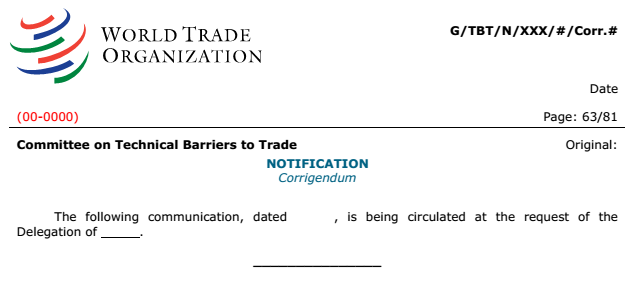 WORLD TRADE
ORGANIZATION
G/TBT/N/XXX/#/Corr.#
Date
(00-0000)
Page: 63/81
Committee on Technical Barriers to Trade
Original:
NOTIFICATION
Corrigendum
The following communication, dated , is being circulated at the request of the
Delegation of ______.